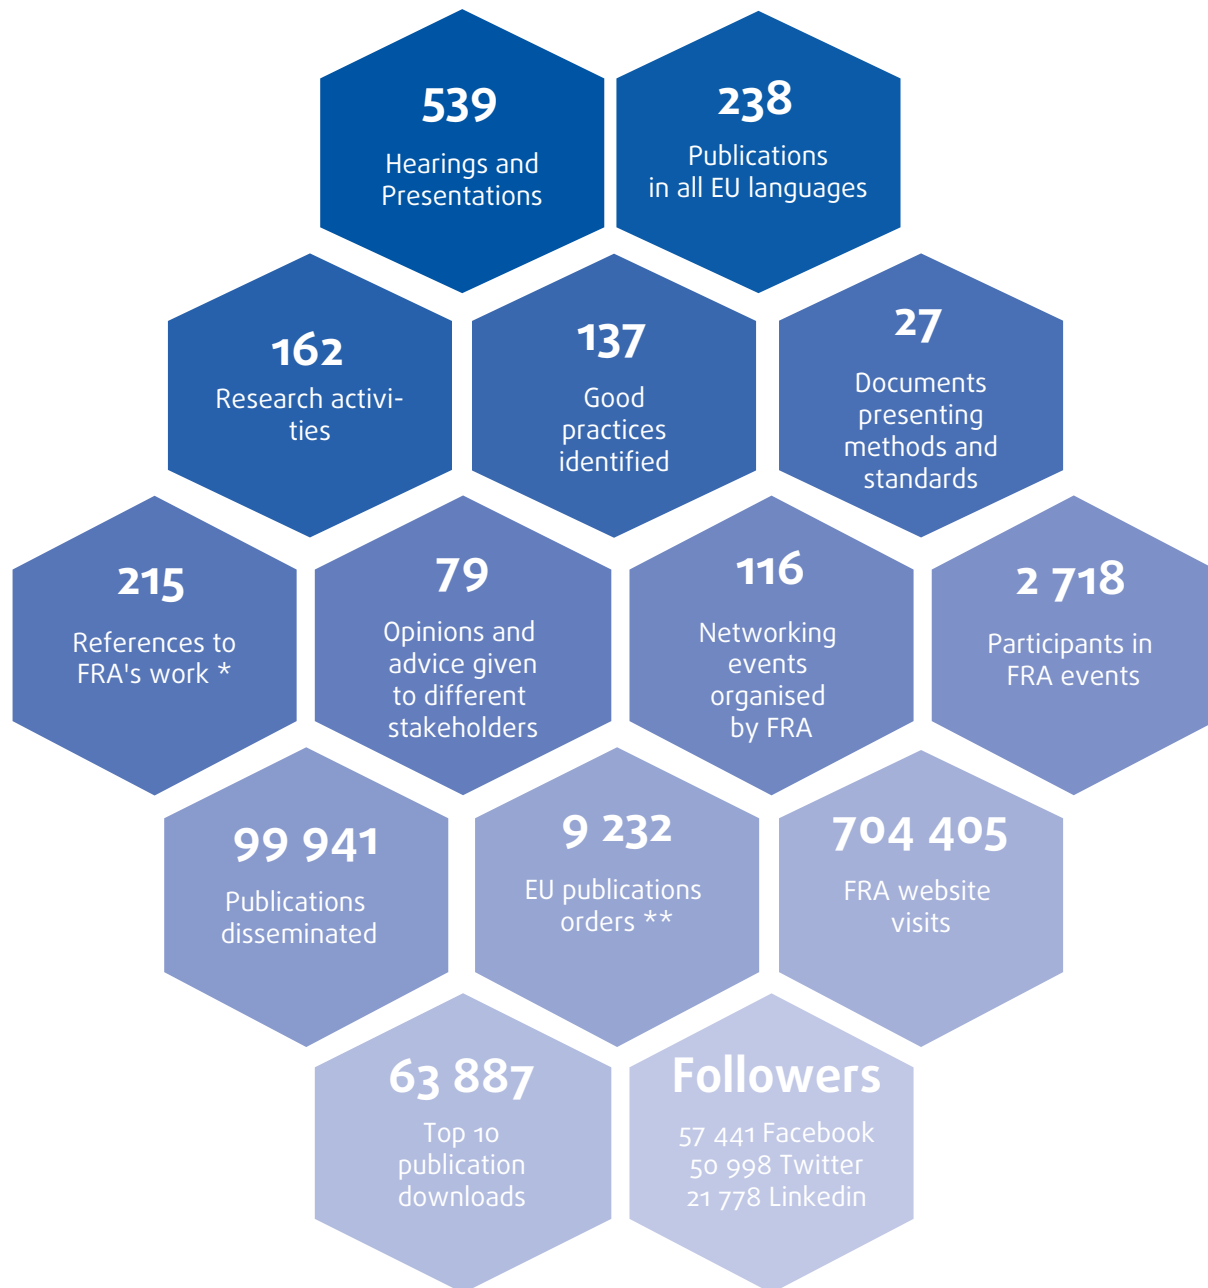 539
Hearings and
Presentations
238
Publications
in all EU languages
162
Research activi-
ties
137
Good
practices
identified
27
Documents
presenting
methods and
standards
215
References to
FRA's work *
79
Opinions and
advice given
to different
stakeholders
116
Networking
events
organised
by FRA
2 718
Participants in
FRA events
99 941
Publications
disseminated
9 232
EU publications
orders **
704 405
FRA website
visits
63 887
Top 10
publication
downloads
Followers
57 441 Facebook
50 998 Twitter
21 778 Linkedin